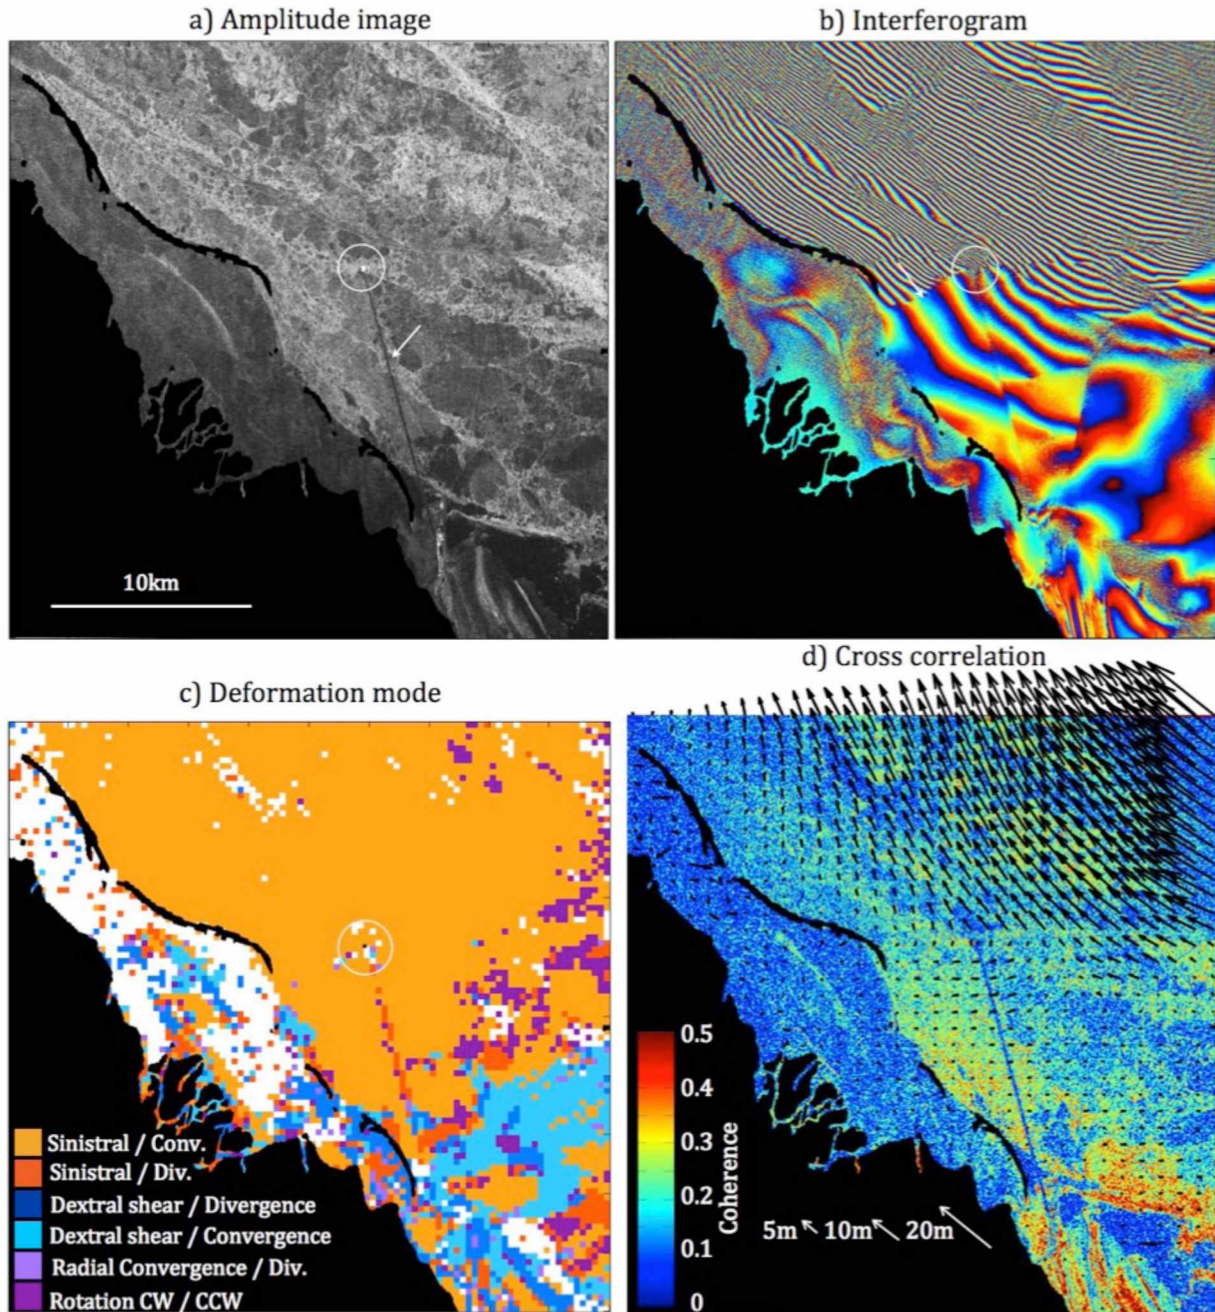 a) Amplitude image
b) Interferogram
10km
c) Deformation mode
d) Cross correlation
Sinistral / Conv.
Sinistral / Div.
Dextral shear / Divergence
Dextral shear / Convergence
Radial Convergence / Div.
Rotation CW / CCW
0.5
0.4
0.3
0.2
0.1
0
Coherence
5m 10m 20m